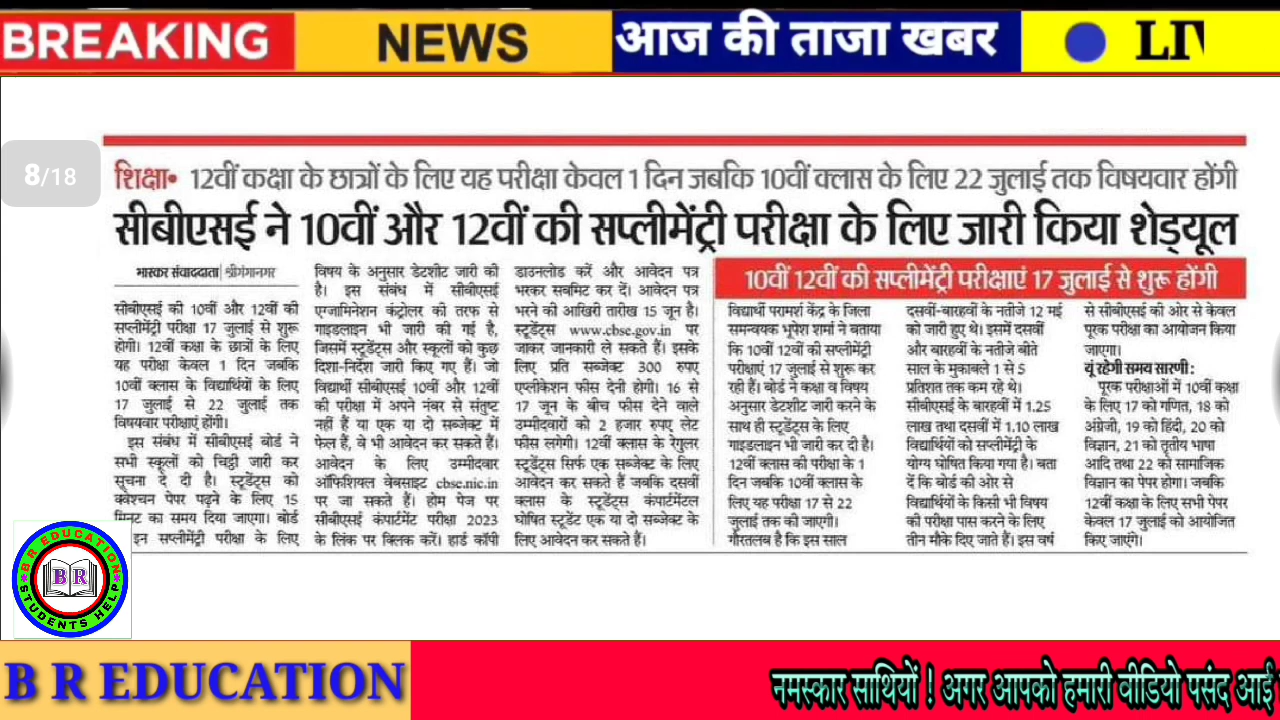 BREAKING
NEWS
आज की ताजा खबर
LIV
8/18
शिक्षा• 12वीं कक्षा के छात्रों के लिए यह परीक्षा केवल 1 दिन जबकि 10वीं क्लास के लिए 22 जुलाई तक विषयवार होंगी
सीबीएसई ने 10वीं और 12वीं की सप्लीमेंट्री परीक्षा के लिए जारी किया शेड्यूल
भास्कर संवाददाता | श्रीगंगानगर
सीबीएसई की 10वीं और 12वीं की
सप्लीमेंट्री परीक्षा 17 जुलाई से शुरू
होगी। 12वीं कक्षा के छात्रों के लिए
यह परीक्षा केवल 1 दिन जबकि
10वीं क्लास के विद्यार्थियों के लिए
17 जुलाई से 22 जुलाई तक
विषयवार परीक्षाएं होंगी।
इस संबंध में सीबीएसई बोर्ड ने
सभी स्कूलों को चिट्ठी जारी कर
सूचना दे दी है। स्टूडेंट्स को
क्वेश्चन पेपर पढ़ने के लिए 15
मिनट का समय दिया जाएगा। बोर्ड
इन सप्लीमेंट्री परीक्षा के लिए
विषय के अनुसार डेटशीट जारी की
है। इस संबंध में सीबीएसई
एग्जामिनेशन कंट्रोलर की तरफ से
गाइडलाइन भी जारी की गई है,
जिसमें स्टूडेंट्स और स्कूलों को कुछ
दिशा-निर्देश जारी किए गए हैं। जो
विद्यार्थी सीबीएसई 10वीं और 12वीं
की परीक्षा में अपने नंबर से संतुष्ट
नहीं हैं या एक या दो सब्जेक्ट में
फेल हैं, वे भी आवेदन कर सकते हैं।
आवेदन के लिए उम्मीदवार
ऑफिशियल वेबसाइट cbse.nic.in
पर जा सकते हैं। होम पेज पर
सीबीएसई कंपार्टमेंट परीक्षा 2023
के लिंक पर क्लिक करें। हार्ड कॉपी
डाउनलोड करें और आवेदन पत्र
भरकर सबमिट कर दें। आवेदन पत्र
भरने की आखिरी तारीख 15 जून है।
स्टूडेंट्स www.cbse.gov.in पर
जाकर जानकारी ले सकते हैं। इसके
लिए प्रति सब्जेक्ट 300 रुपए
एप्लीकेशन फीस देनी होगी। 16 से
17 जून के बीच फीस देने वाले
उम्मीदवारों को 2 हजार रुपए लेट
फीस लगेगी। 12वीं क्लास के रेगुलर
स्टूडेंट्स सिर्फ एक सब्जेक्ट के लिए
आवेदन कर सकते हैं जबकि दसवीं
क्लास के स्टूडेंट्स कंपार्टमेंटल
घोषित स्टूडेंट एक या दो सब्जेक्ट के
लिए आवेदन कर सकते हैं।
10वीं 12वीं की सप्लीमेंट्री परीक्षाएं 17 जुलाई से शुरू होंगी
विद्यार्थी परामर्श केंद्र के जिला
समन्वयक भूपेश शर्मा ने बताया
कि 10वीं 12वीं की सप्लीमेंट्री
परीक्षाएं 17 जुलाई से शुरू कर
रही हैं। बोर्ड ने कक्षा व विषय
अनुसार डेटशीट जारी करने के
साथ ही स्टूडेंट्स के लिए
गाइडलाइन भी जारी कर दी है।
12वीं क्लास की परीक्षा के 1
दिन जबकि 10वीं क्लास के
लिए यह परीक्षा 17 से 22
जुलाई तक की जाएगी।
गौरतलब है कि इस साल
दसवीं-बारहवीं के नतीजे 12 मई
को जारी हुए थे। इसमें दसवीं
और बारहवीं के नतीजे बीते
साल के मुकाबले 1 से 5
प्रतिशत तक कम रहे थे।
सीबीएसई के बारहवीं में 1.25
लाख तथा दसवीं में 1.10 लाख
विद्यार्थियों को सप्लीमेंट्री के
योग्य घोषित किया गया है। बता
दें कि बोर्ड की ओर से
विद्यार्थियों के किसी भी विषय
की परीक्षा पास करने के लिए
तीन मौके दिए जाते हैं। इस वर्ष
से सीबीएसई की ओर से केवल
पूरक परीक्षा का आयोजन किया
जाएगा।
यूं रहेगी समय सारणी:
पूरक परीक्षाओं में 10वीं कक्षा
के लिए 17 को गणित, 18 को
अंग्रेजी, 19 को हिंदी, 20 को
विज्ञान, 21 को तृतीय भाषा
आदि तथा 22 को सामाजिक
विज्ञान का पेपर होगा। जबकि
12वीं कक्षा के लिए सभी पेपर
केवल 17 जुलाई को आयोजित
किए जाएंगे।
B R EDUCATION
B R
STUDENTS HELP
B R EDUCATION
नमस्कार साथियों ! अगर आपको हमारी वीडियो पसंद आई